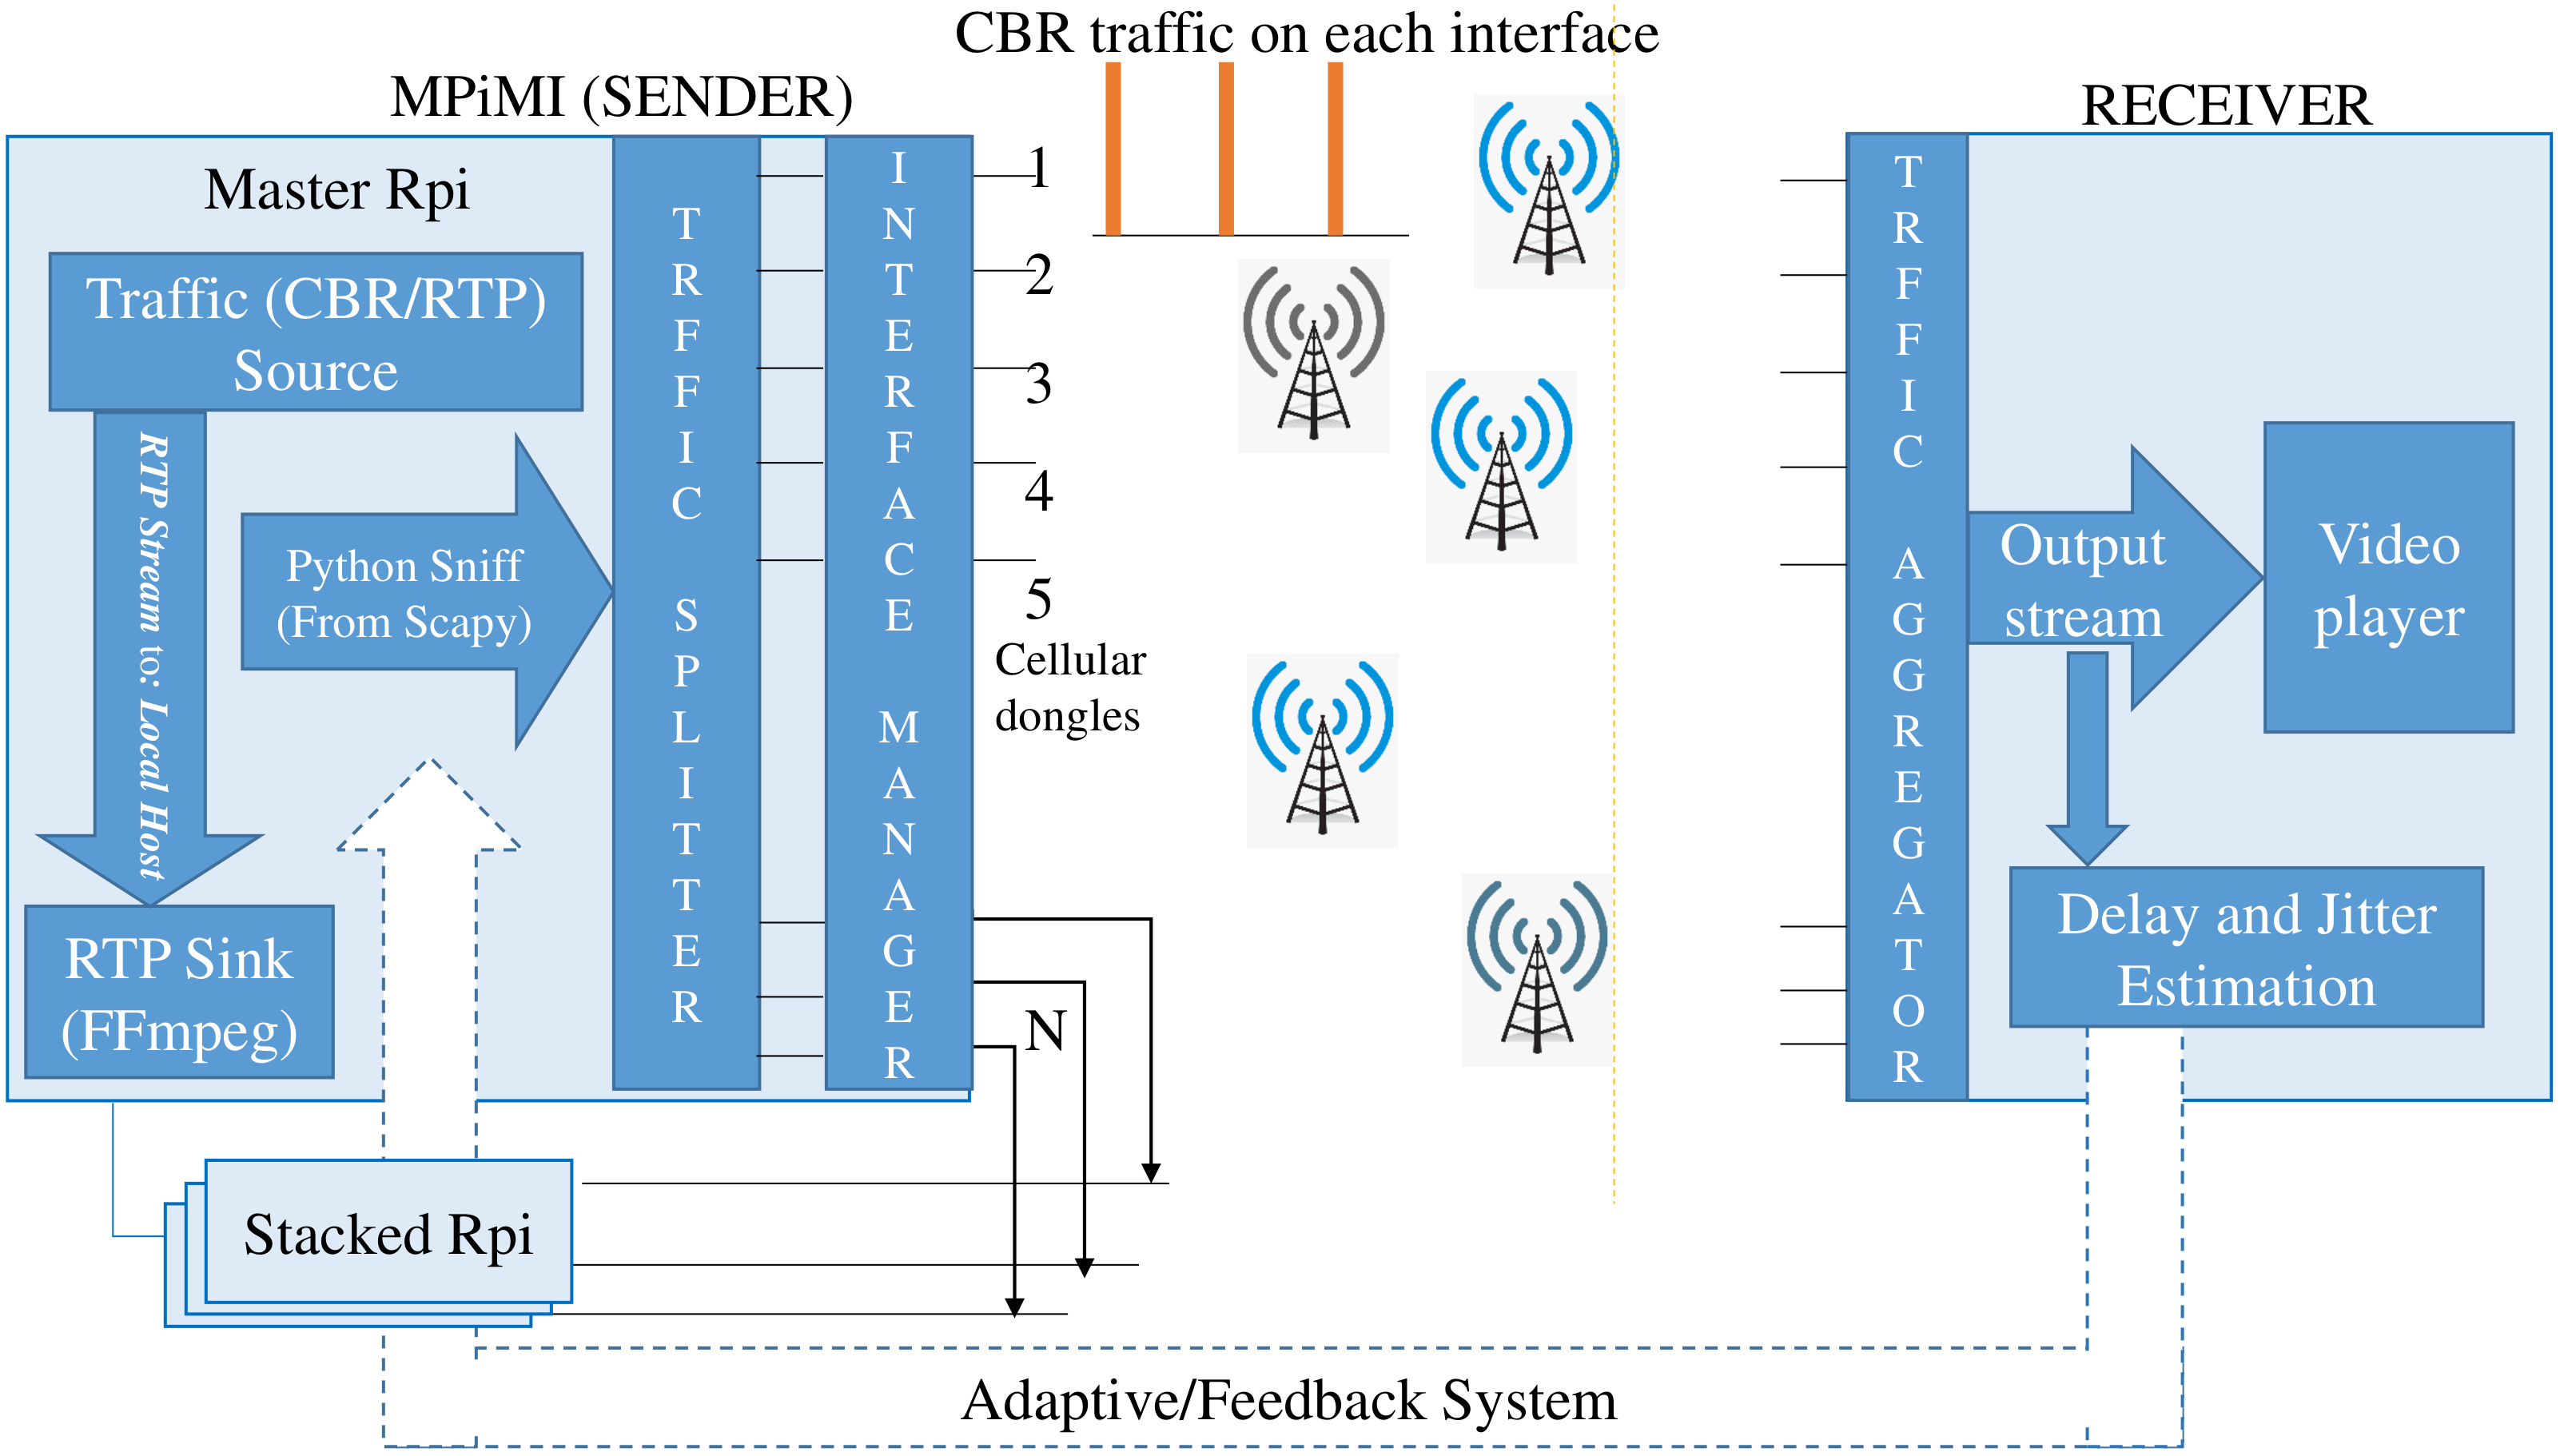 CBR traffic on each interface
MPiMI (SENDER)
RECEIVER
Master Rpi
Traffic (CBR/RTP)
Source
RTP Stream to: Local Host
Python Sniff
(From Scapy)
RTP Sink
(FFmpeg)
TRFFIC SPLITTER
INTERFACE MANAGER
1
2
3
4
5
Cellular
dongles
N
Stacked Rpi
TRFFIC AGGREGATOR
Output
stream
Video
player
Delay and Jitter
Estimation
Adaptive/Feedback System